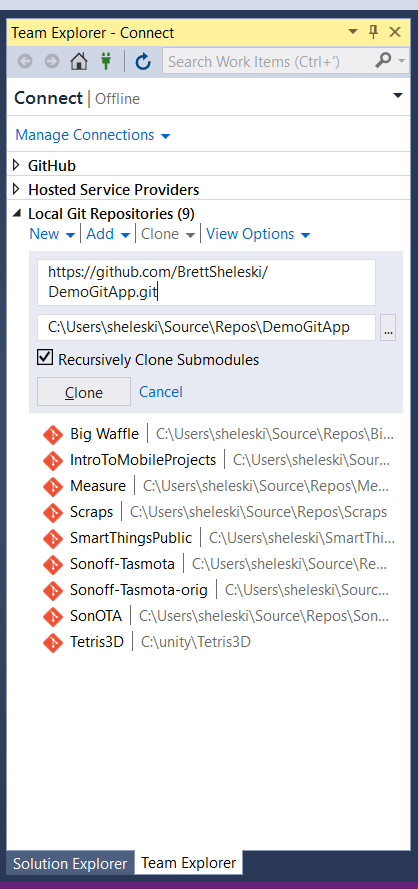 Team Explorer - Connect
Search Work Items (Ctrl+')
Connect | Offline
Manage Connections
GitHub
Hosted Service Providers
Local Git Repositories (9)
New | Add | Clone | View Options
https://github.com/BrettSheleski/
DemoGitApp.git
C:\Users\sheleski\Source\Repos\DemoGitApp ...
Recursively Clone Submodules
Clone Cancel
Big Waffle | C:\Users\sheleski\Source\Repos\Bi...
IntroToMobileProjects | C:\Users\sheleski\Sour...
Measure | C:\Users\sheleski\Source\Repos\Me...
Scraps | C:\Users\sheleski\Source\Repos\Scraps
SmartThingsPublic | C:\Users\sheleski\SmartThi...
Sonoff-Tasmota | C:\Users\sheleski\Source\Re...
Sonoff-Tasmota-orig | C:\Users\sheleski\Sourc...
SonOTA | C:\Users\sheleski\Source\Repos\Son...
Tetris3D | C:\unity\Tetris3D
Solution Explorer Team Explorer